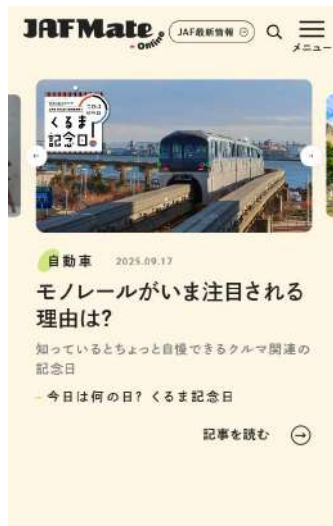 JAFMate
Online
JAF最新情報
メニュー
くるま
記念日!
自動車 2025.09.17
モノレールがいま注目される
理由は?
知っているとちょっと自慢できるクルマ関連の
記念日
- 今日は何の日? くるま記念日
記事を読む